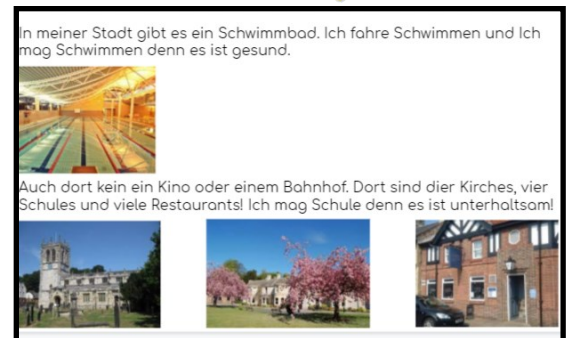 In meiner Stadt gibt es ein Schwimmbad. Ich fahre Schwimmen und Ich
mag Schwimmen denn es ist gesund.
Auch dort kein ein Kino oder einem Bahnhof. Dort sind dier Kirches, vier
Schules und viele Restaurants! Ich mag Schule denn es ist unterhaltsam!